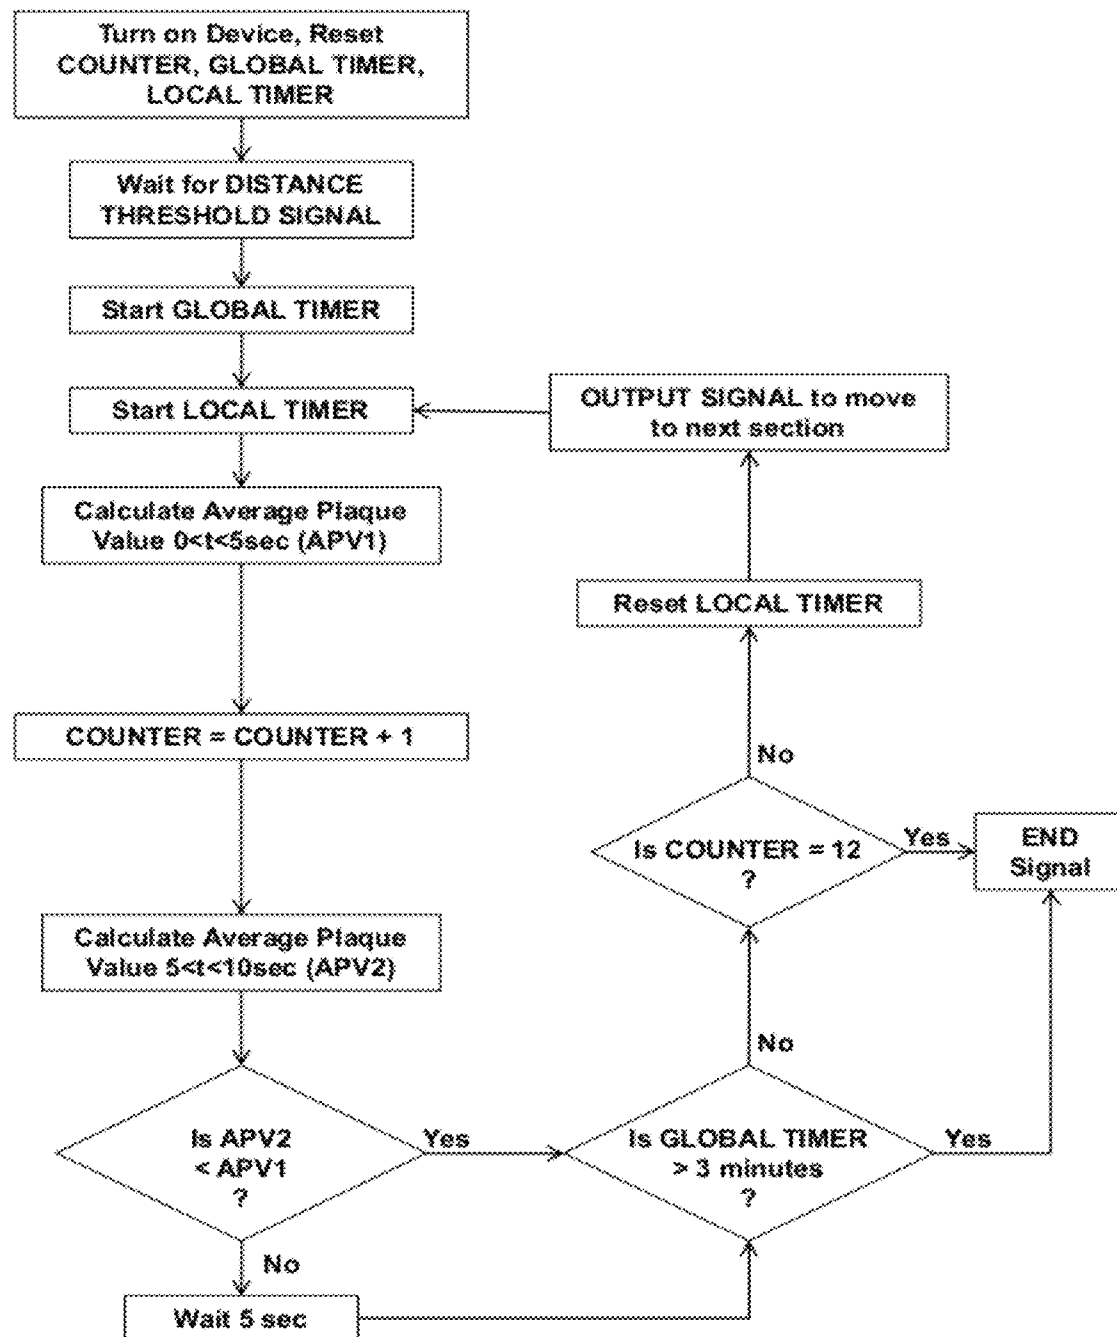 Turn on Device, Reset
COUNTER, GLOBAL TIMER,
LOCAL TIMER
Wait for DISTANCE
THRESHOLD SIGNAL
Start GLOBAL TIMER
Start LOCAL TIMER
OUTPUT SIGNAL to move
to next section
Calculate Average Plaque
Value 0<t<5sec (APV1)
Reset LOCAL TIMER
COUNTER = COUNTER + 1
No
Is COUNTER = 12
?
Yes
END
Signal
Calculate Average Plaque
Value 5<t<10sec (APV2)
No
Is APV2
< APV1
?
Yes
Is GLOBAL TIMER
> 3 minutes
?
Yes
No
Wait 5 sec